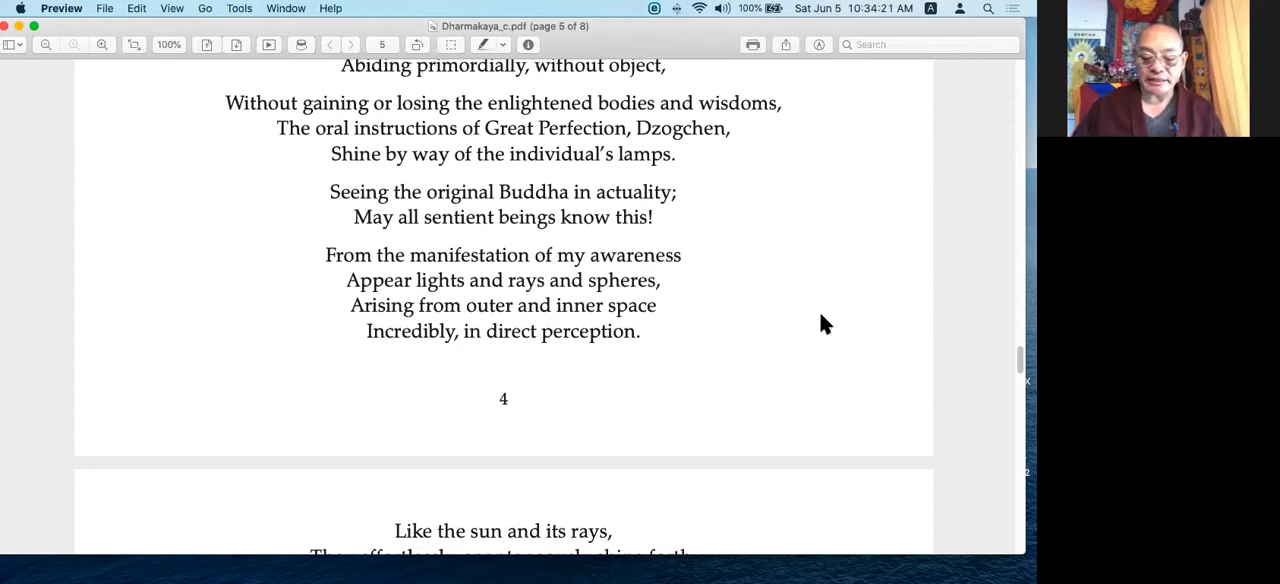 Preview File Edit View Go Tools Window Help 100% Sat Jun 5 10:34:21 AM A
Dharmakaya_c.pdf (page 5 of 8)
100% 5 Search
Abiding primordially, without object,
Without gaining or losing the enlightened bodies and wisdoms,
The oral instructions of Great Perfection, Dzogchen,
Shine by way of the individual's lamps.
Seeing the original Buddha in actuality;
May all sentient beings know this!
From the manifestation of my awareness
Appear lights and rays and spheres,
Arising from outer and inner space
Incredibly, in direct perception.
4
Like the sun and its rays,